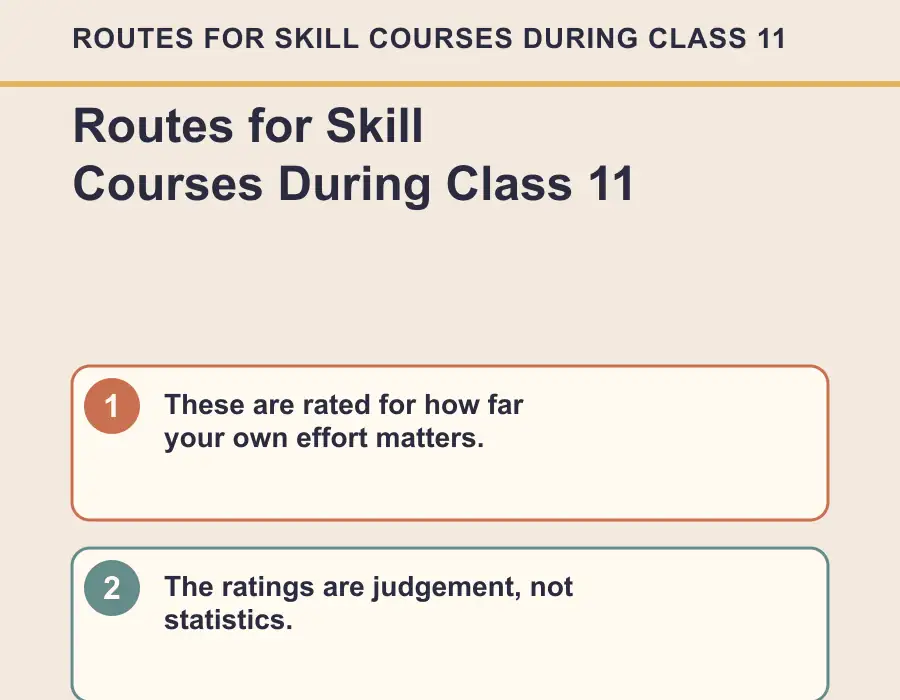 ROUTES FOR SKILL COURSES DURING CLASS 11
Routes for Skill
Courses During Class 11
1
These are rated for how far
your own effort matters.
2
The ratings are judgement, not
statistics.